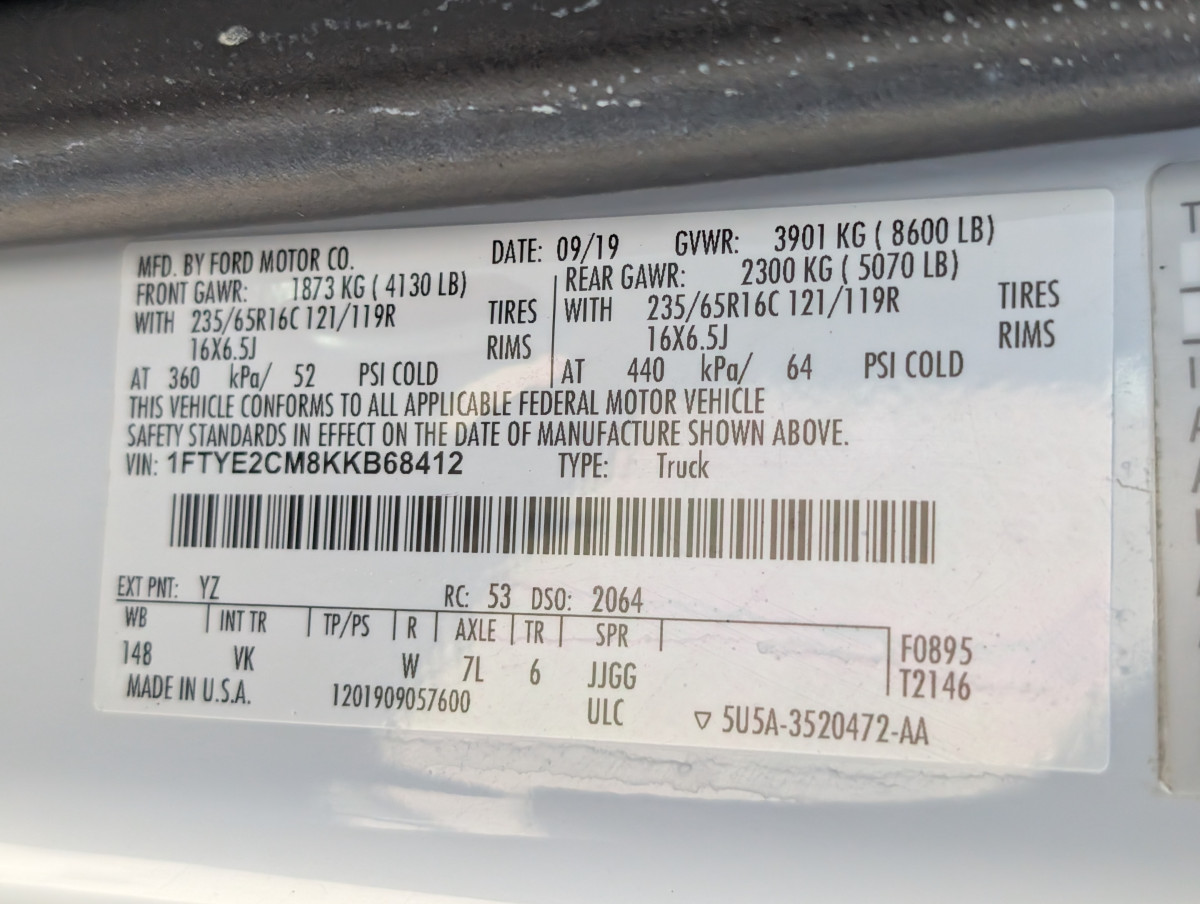 MFD. BY FORD MOTOR CO. DATE: 09/19 GVWR: 3901 KG ( 8600 LB)
FRONT GAWR: 1873 KG ( 4130 LB) REAR GAWR: 2300 KG ( 5070 LB)
WITH 235/65R16C 121/119R TIRES WITH 235/65R16C 121/119R TIRES
16X6.5J RIMS 16X6.5J RIMS
AT 360 kPa/ 52 PSI COLD AT 440 kPa/ 64 PSI COLD
THIS VEHICLE CONFORMS TO ALL APPLICABLE FEDERAL MOTOR VEHICLE
SAFETY STANDARDS IN EFFECT ON THE DATE OF MANUFACTURE SHOWN ABOVE.
VIN: 1FTYE2CM8KKB68412 TYPE: Truck
EXT PNT: YZ RC: 53 DSO: 2064
WB INT TR TP/PS R AXLE TR SPR F0895
148 VK W 7L 6 JJGG T2146
MADE IN U.S.A. 1201909057600 ULC ▽ 5U5A-3520472-AA